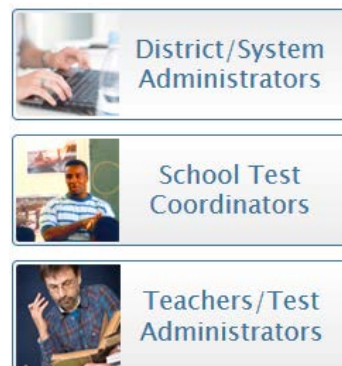 District/System
Administrators
School Test
Coordinators
Teachers/Test
Administrators